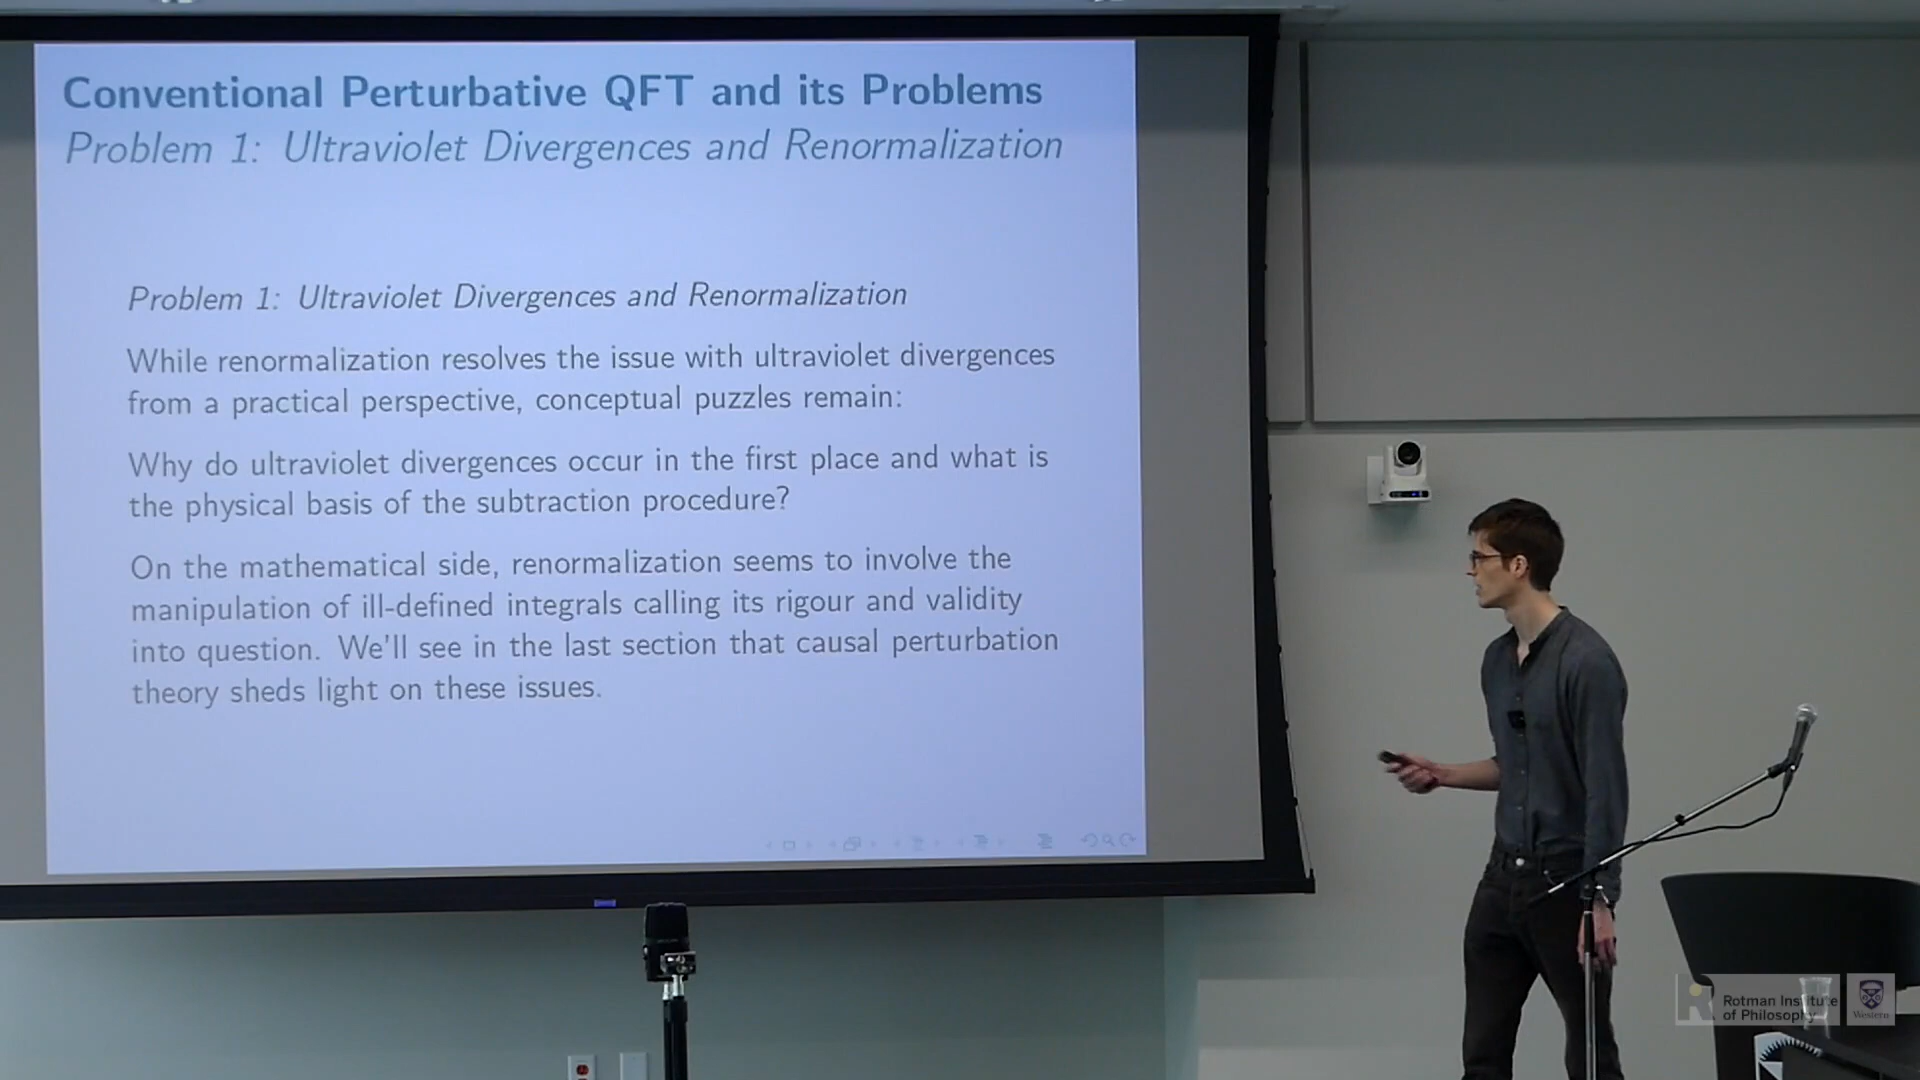 Conventional Perturbative QFT and its Problems
Problem 1: Ultraviolet Divergences and Renormalization
Problem 1: Ultraviolet Divergences and Renormalization
While renormalization resolves the issue with ultraviolet divergences
from a practical perspective, conceptual puzzles remain:
Why do ultraviolet divergences occur in the first place and what is
the physical basis of the subtraction procedure?
On the mathematical side, renormalization seems to involve the
manipulation of ill-defined integrals calling its rigour and validity
into question. We'll see in the last section that causal perturbation
theory sheds light on these issues.
R
Rotman Institute
of Philosophy
Western